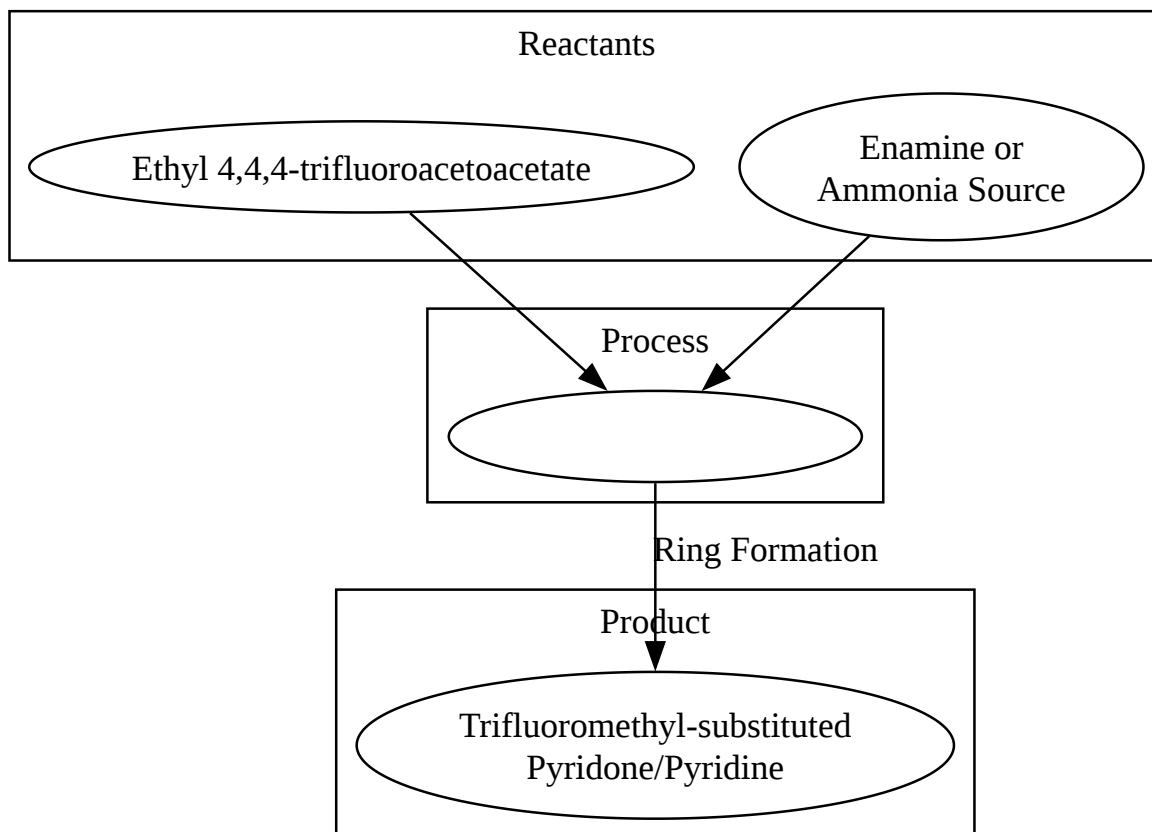 Reactants
Ethyl 4,4,4-trifluoroacetoacetate
Enamine or
Ammonia Source
Process
Ring Formation
Product
Trifluoromethyl-substituted
Pyridone/Pyridine